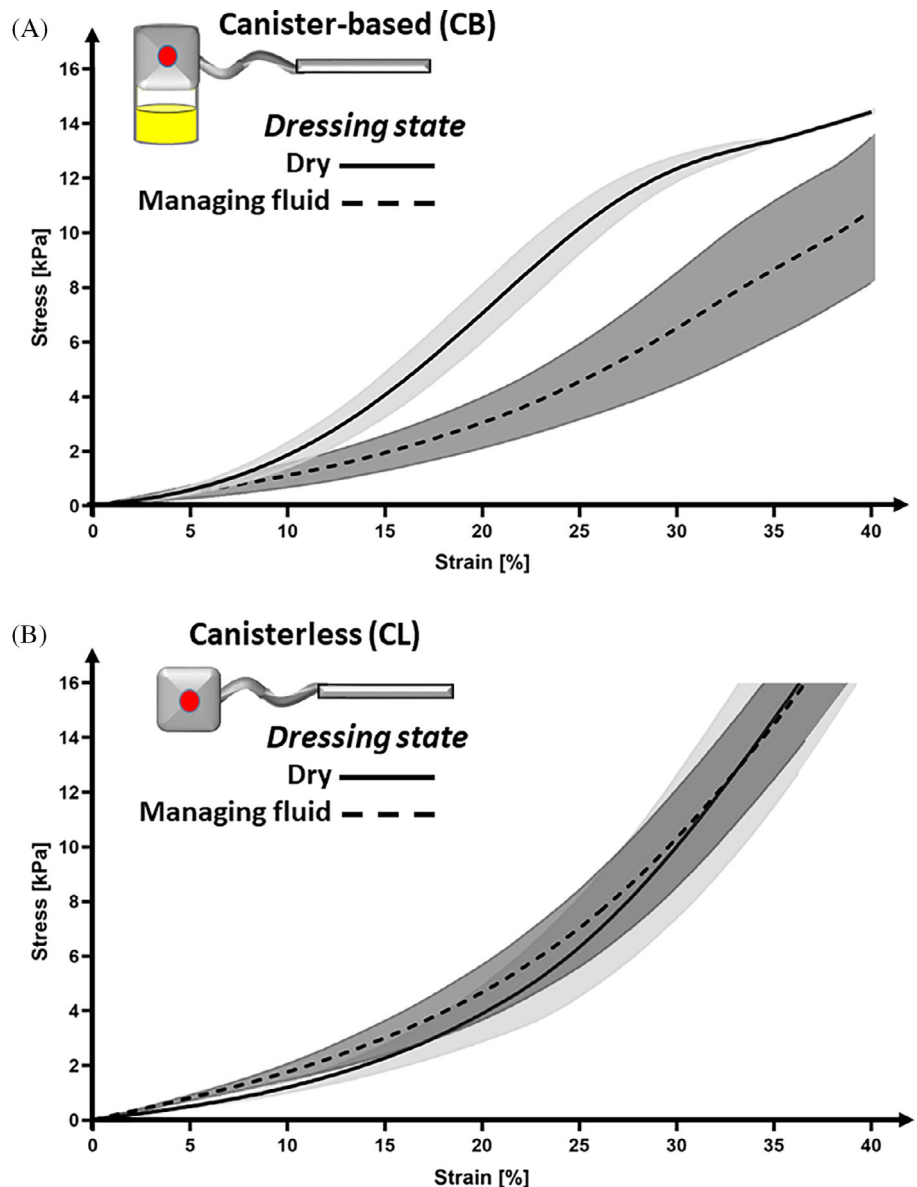 (A)
Canister-based (CB)
Dressing state
Dry
Managing fluid
Stress [kPa]
16
14
12
10
8
6
4
2
0
0 5 10 15 20 25 30 35 40
Strain [%]
(B)
Canisterless (CL)
Dressing state
Dry
Managing fluid
Stress [kPa]
16
14
12
10
8
6
4
2
0
0 5 10 15 20 25 30 35 40
Strain [%]